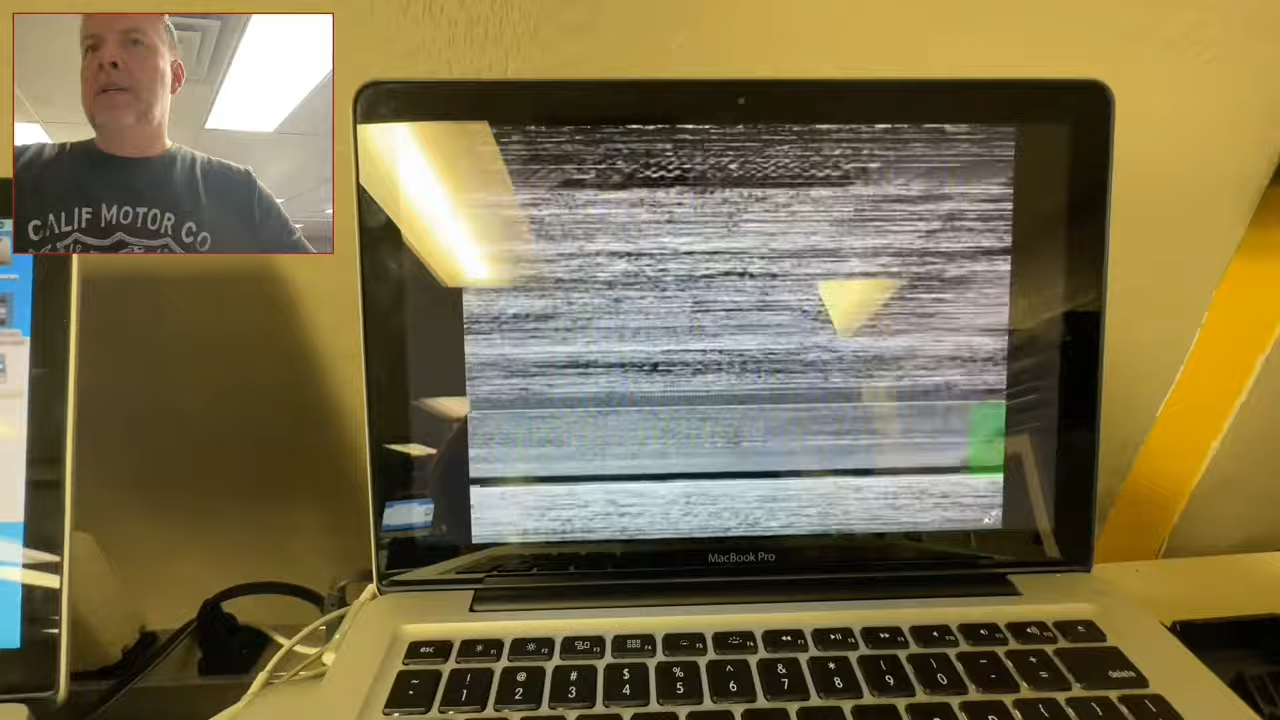 CALIF MOTOR CO
MacBook Pro
esc F1 F2 F3 F4 F5 F6 F7 F8 F9 F10 F11 F12
~ ! @ # $ % ^ & * ( ) _ + delete
1 2 3 4 5 6 7 8 9 0 - =